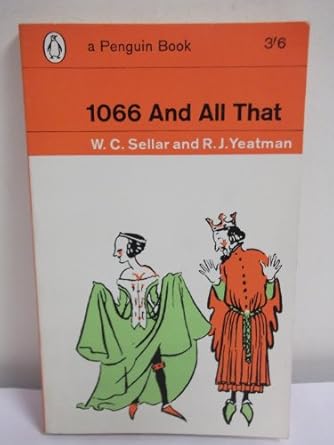 a Penguin Book 3'6
1066 And All That
W. C. Sellar and R. J. Yeatman